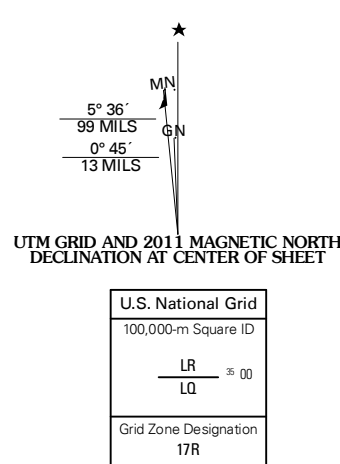 ★
MN
5° 36´
99 MILS
GN
0° 45´
13 MILS
UTM GRID AND 2011 MAGNETIC NORTH
DECLINATION AT CENTER OF SHEET
U.S. National Grid
100,000-m Square ID
LR
35 00
LQ
Grid Zone Designation
17R